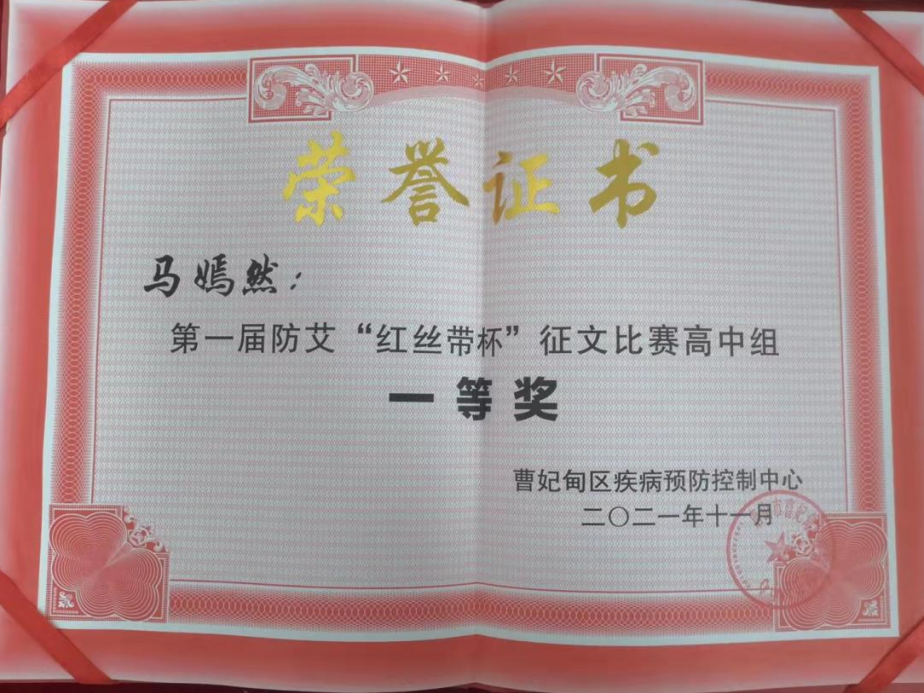 荣誉证书
马嫣然：
第一届防艾“红丝带杯”征文比赛高中组
一等奖
曹妃甸区疾病预防控制中心
二〇二一年十一月